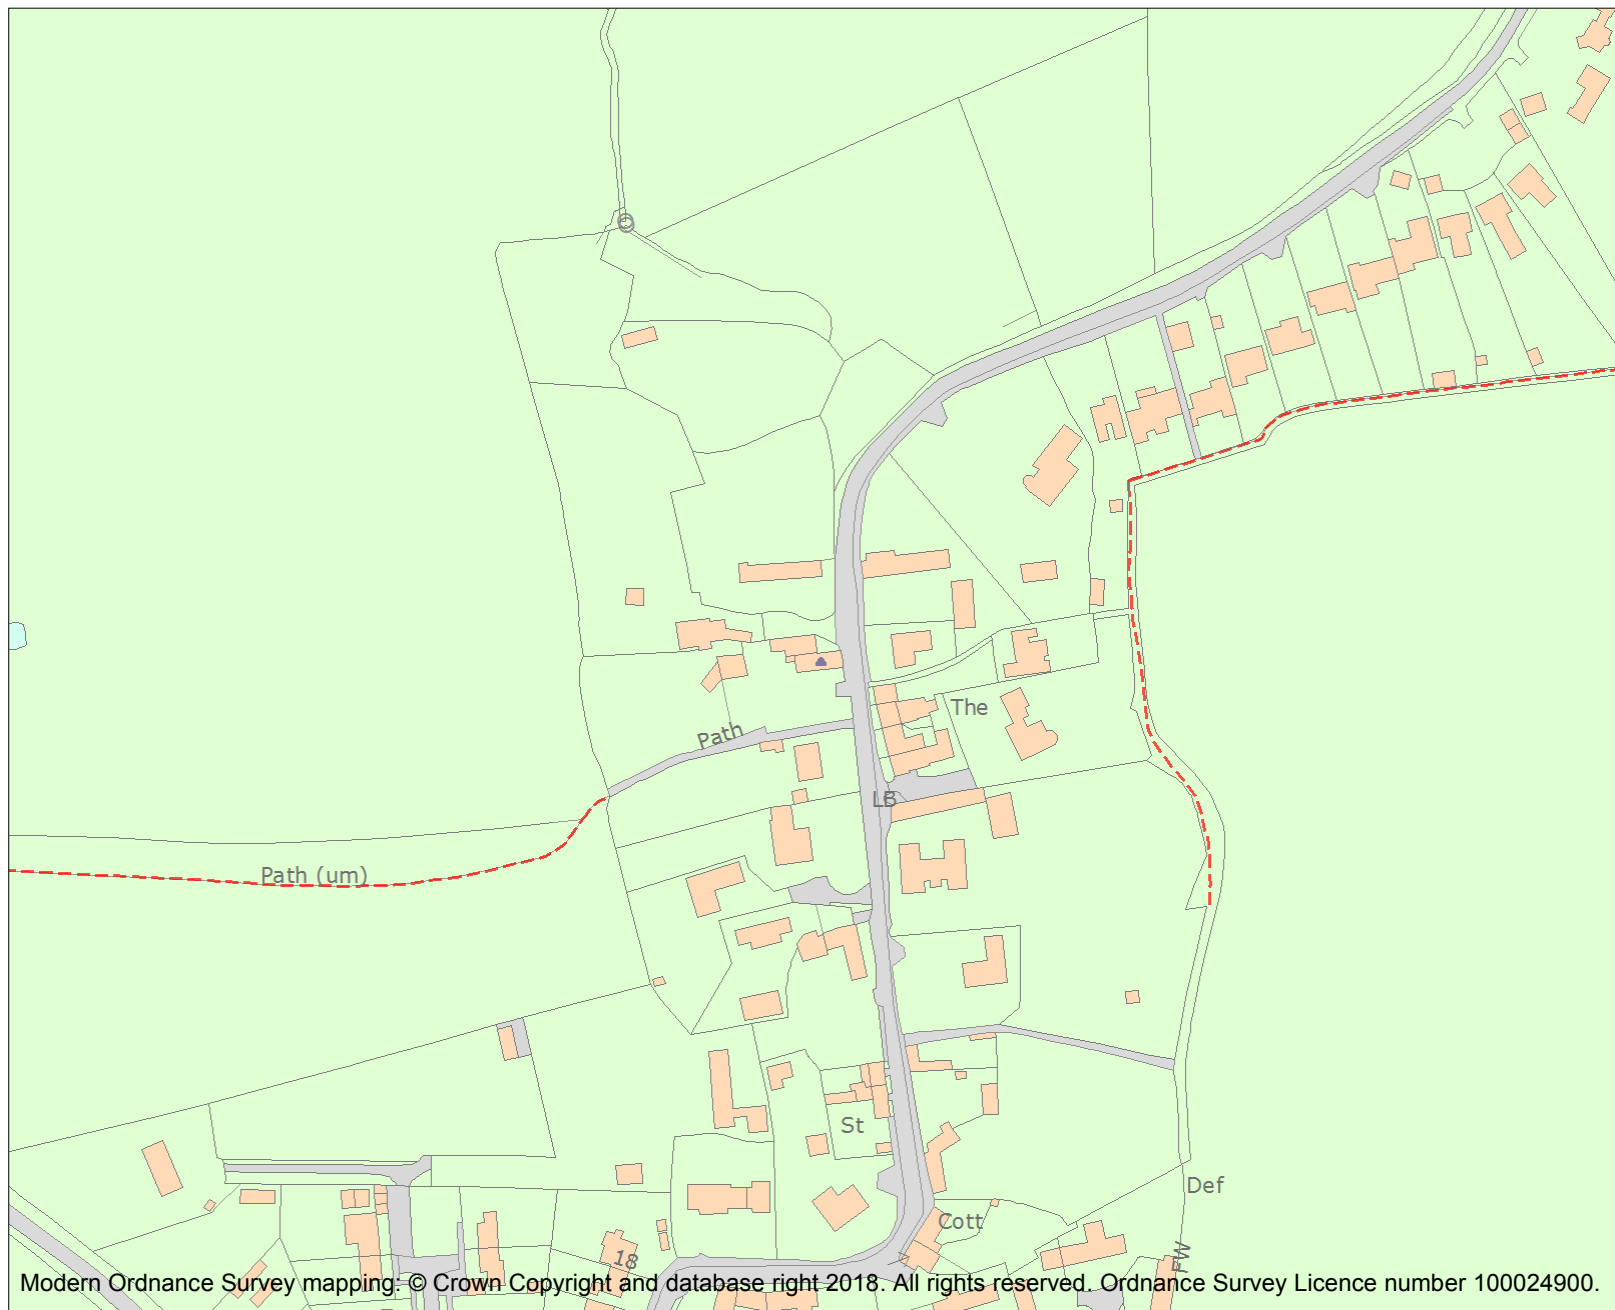 The
Path
LB
Path (um)
St
Def
Cott
18
FW
Modern Ordnance Survey mapping: © Crown Copyright and database right 2018. All rights reserved. Ordnance Survey Licence number 100024900.